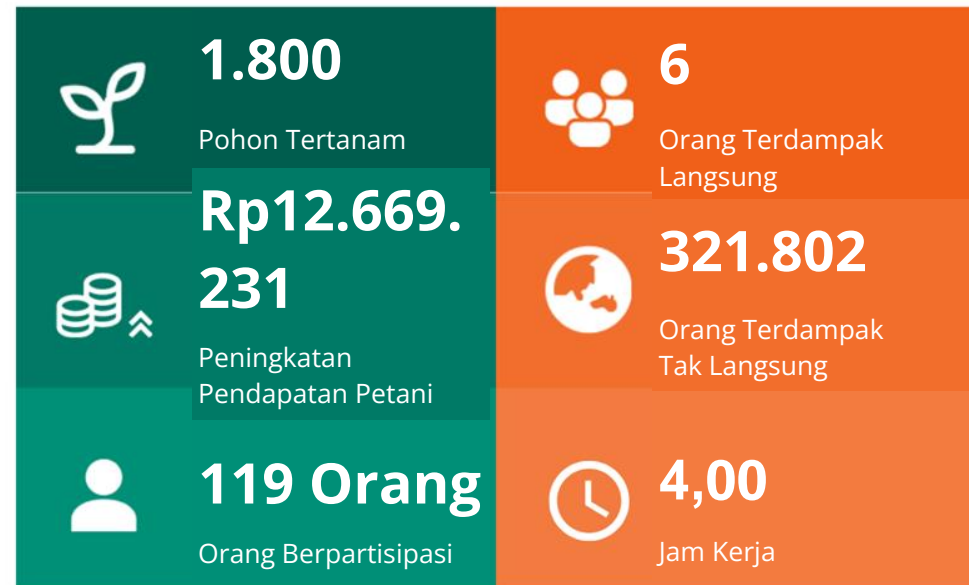 1.800
Pohon Tertanam
6
Orang Terdampak
Langsung
Rp12.669.
231
Peningkatan
Pendapatan Petani
321.802
Orang Terdampak
Tak Langsung
119 Orang
Orang Berpartisipasi
4,00
Jam Kerja